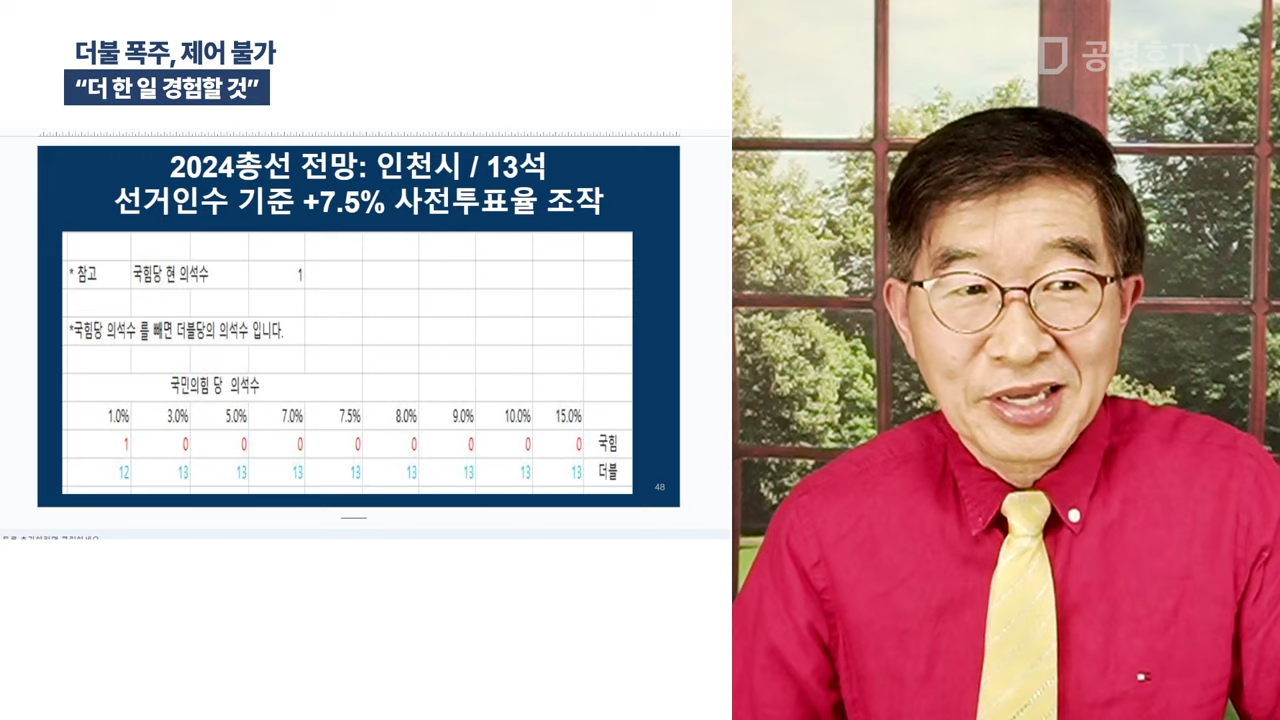 더불 폭주, 제어 불가
“더 한 일 경험할 것”
공병호TV
2024총선 전망: 인천시 / 13석
선거인수 기준 +7.5% 사전투표율 조작
* 참고 국힘당 현 의석수 1
*국힘당 의석수 를 빼면 더불당의 의석수 입니다.
국민의힘 당 의석수
1.0% 3.0% 5.0% 7.0% 7.5% 8.0% 9.0% 10.0% 15.0%
1 0 0 0 0 0 0 0 0 국힘
12 13 13 13 13 13 13 13 13 더불
48